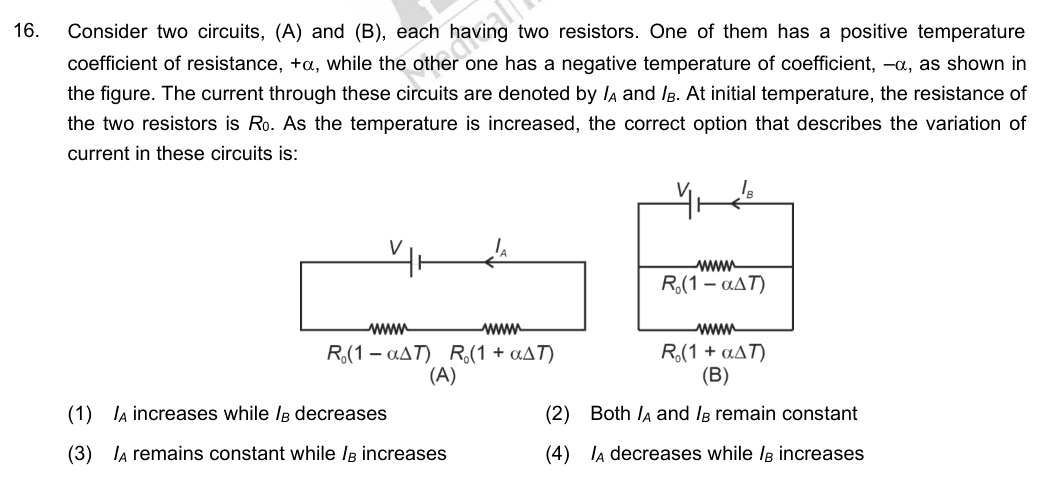 16. Consider two circuits, (A) and (B), each having two resistors. One of them has a positive temperature
coefficient of resistance, +α, while the other one has a negative temperature of coefficient, –α, as shown in
the figure. The current through these circuits are denoted by I_A and I_B. At initial temperature, the resistance of
the two resistors is R₀. As the temperature is increased, the correct option that describes the variation of
current in these circuits is:
V I_A
R₀(1 – αΔT) R₀(1 + αΔT)
(A)
V I_B
R₀(1 – αΔT)
R₀(1 + αΔT)
(B)
(1) I_A increases while I_B decreases
(2) Both I_A and I_B remain constant
(3) I_A remains constant while I_B increases
(4) I_A decreases while I_B increases